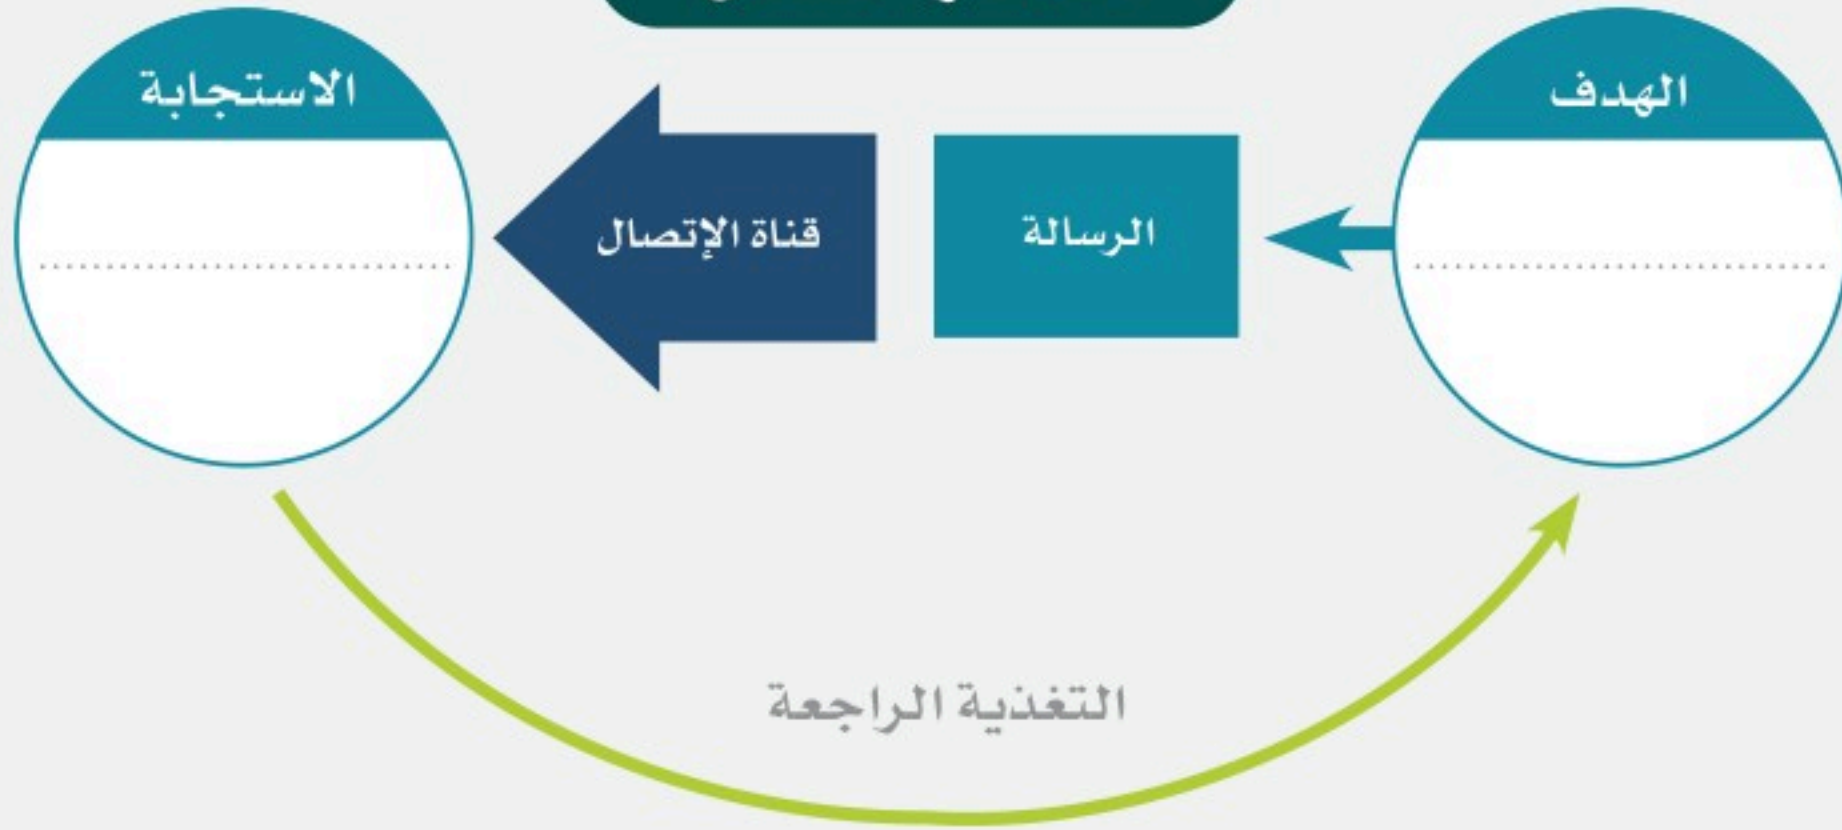 الهدف
الرسالة
قناة الإتصال
الاستجابة
التغذية الراجعة